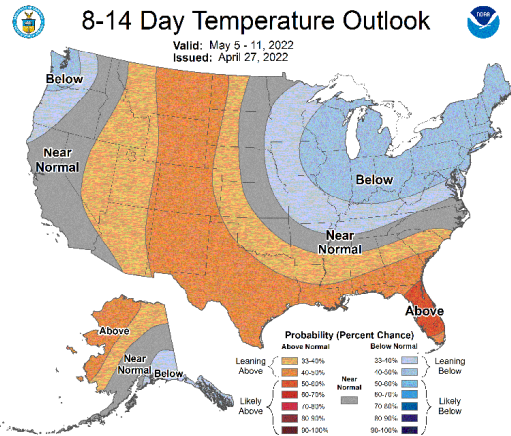 8-14 Day Temperature Outlook
Valid: May 5 - 11, 2022
Issued: April 27, 2022
NOAA
Below
Near
Normal
Below
Near
Normal
Above
Above
Near
Normal
Below
Probability (Percent Chance)
Above Normal
Below Normal
Leaning
Above
33-40%
40-50%
Likely
Above
50-60%
60-70%
70-80%
80-90%
90-100%
Near
Normal
33-40%
40-50%
Leaning
Below
50-60%
60-70%
70-80%
80-90%
90-100%
Likely
Below